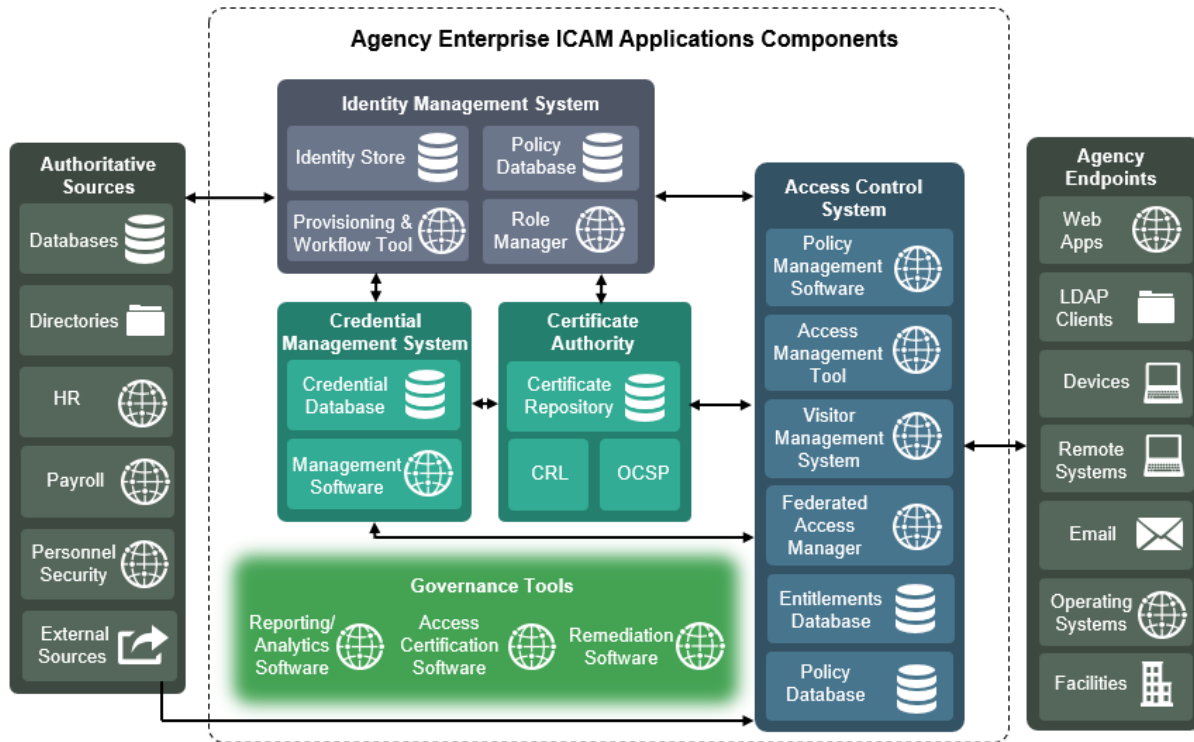 Agency Enterprise ICAM Applications Components
Authoritative
Sources
Databases
Directories
HR
Payroll
Personnel
Security
External
Sources
Identity Management System
Identity Store
Policy
Database
Provisioning &
Workflow Tool
Role
Manager
Credential
Management System
Credential
Database
Management
Software
Certificate
Authority
Certificate
Repository
CRL
OCSP
Governance Tools
Reporting/
Analytics
Software
Access
Certification
Software
Remediation
Software
Access Control
System
Policy
Management
Software
Access
Management
Tool
Visitor
Management
System
Federated
Access
Manager
Entitlements
Database
Policy
Database
Agency
Endpoints
Web
Apps
LDAP
Clients
Devices
Remote
Systems
Email
Operating
Systems
Facilities